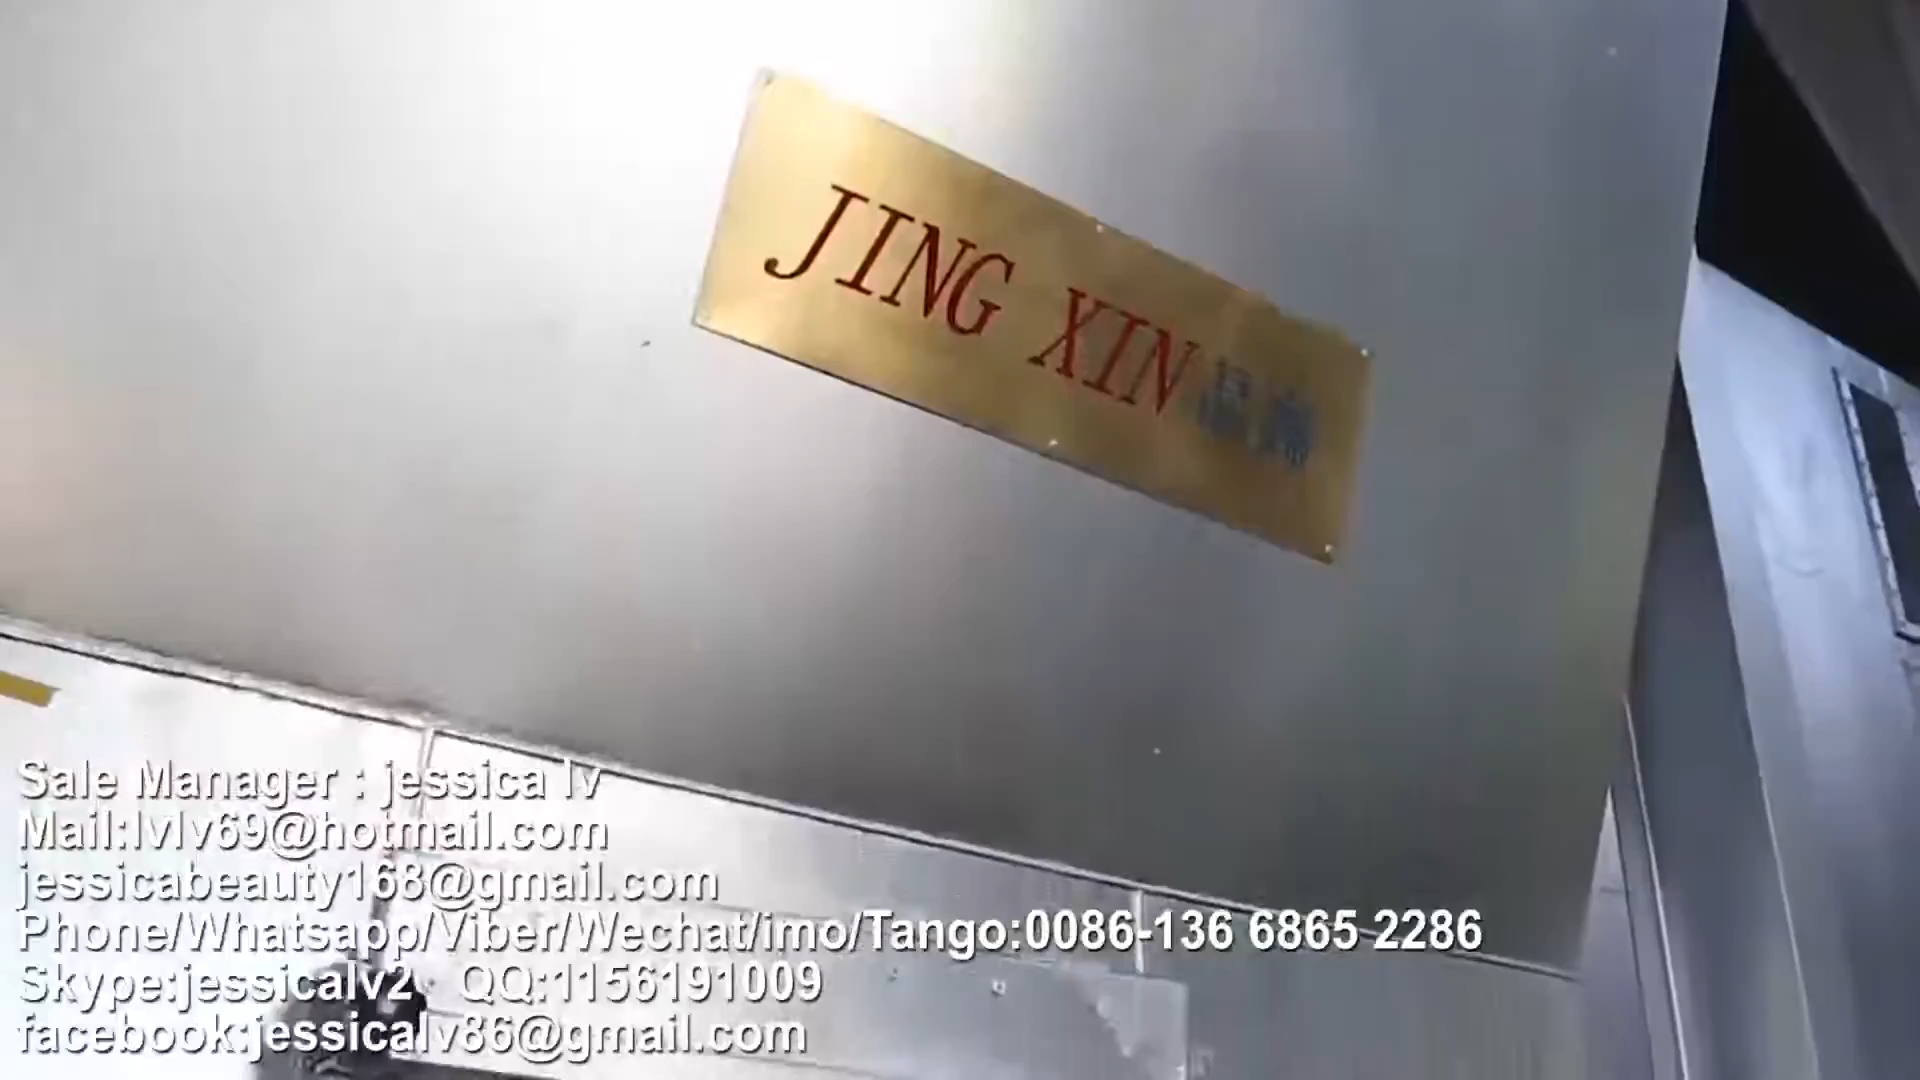 JING XIN
Sale Manager : jessica lv
Mail:lvlv69@hotmail.com
jessicabeauty168@gmail.com
Phone/Whatsapp/Viber/Wechat/imo/Tango:0086-136 6865 2286
Skype:jessicalv2 QQ:1156191009
facebook:jessicalv86@gmail.com